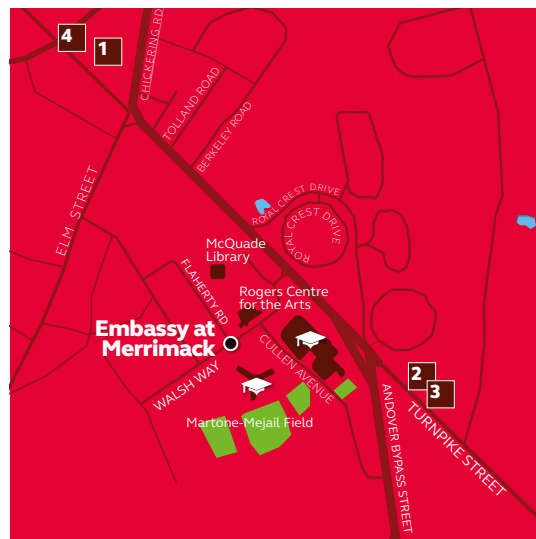 4
1
CHICKERING RD
TOLLAND ROAD
BERKELEY ROAD
ELM STREET
ROYAL CREST DRIVE
ROYAL CREST DRIVE
McQuade
Library
FLAHERTY RD
Rogers Centre
for the Arts
Embassy at
Merrimack
CULLEN AVENUE
WALSH WAY
2
3
Martone-Mejail Field
ANDOVER BYPASS STREET
TURNPIKE STREET